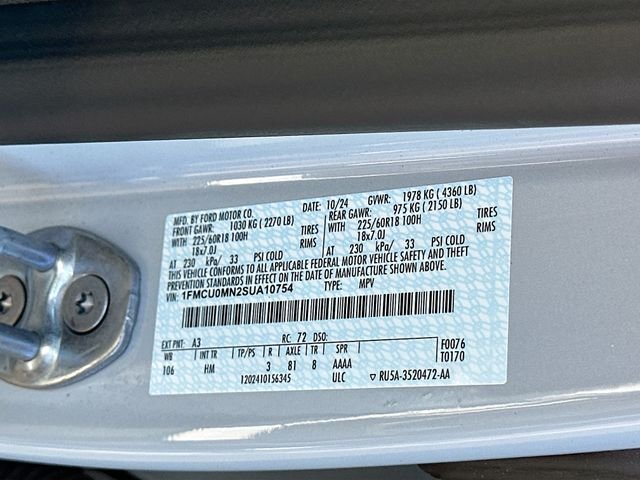 MFD. BY FORD MOTOR CO. 10/24 GVWR: 1978 KG ( 4360 LB)
FRONT GAWR: 1030 KG ( 2270 LB) REAR GAWR: 975 KG ( 2150 LB)
WITH 225/60R18 100H TIRES WITH 225/60R18 100H TIRES
18x7.0J RIMS 18x7.0J RIMS
AT 230 kPa/ 33 PSI COLD AT 230 kPa/ 33 PSI COLD
THIS VEHICLE CONFORMS TO ALL APPLICABLE FEDERAL MOTOR VEHICLE SAFETY AND THEFT
PREVENTION STANDARDS IN EFFECT ON THE DATE OF MANUFACTURE SHOWN ABOVE.
VIN: 1FMCU0MN2SUA10754 TYPE: MPV
EXT PNT: A3 RC: 72 DSO: F0076
WB INT TR TP/PS R AXLE TR SPR T0170
106 HM 3 81 8 AAAA
1202410156345 ULC ▽ RU5A-3520472-AA